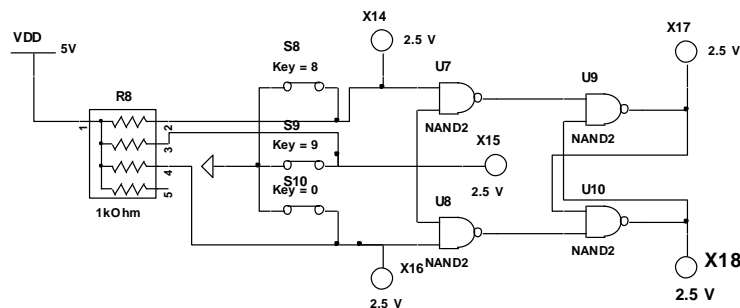 VDD
5V
R8
1
2
3
4
5
1kOhm
S8
Key = 8
S9
Key = 9
S10
Key = 0
X14
2.5 V
U7
NAND2
X15
2.5 V
U8
NAND2
X16
2.5 V
U9
NAND2
U10
NAND2
X17
2.5 V
X18
2.5 V